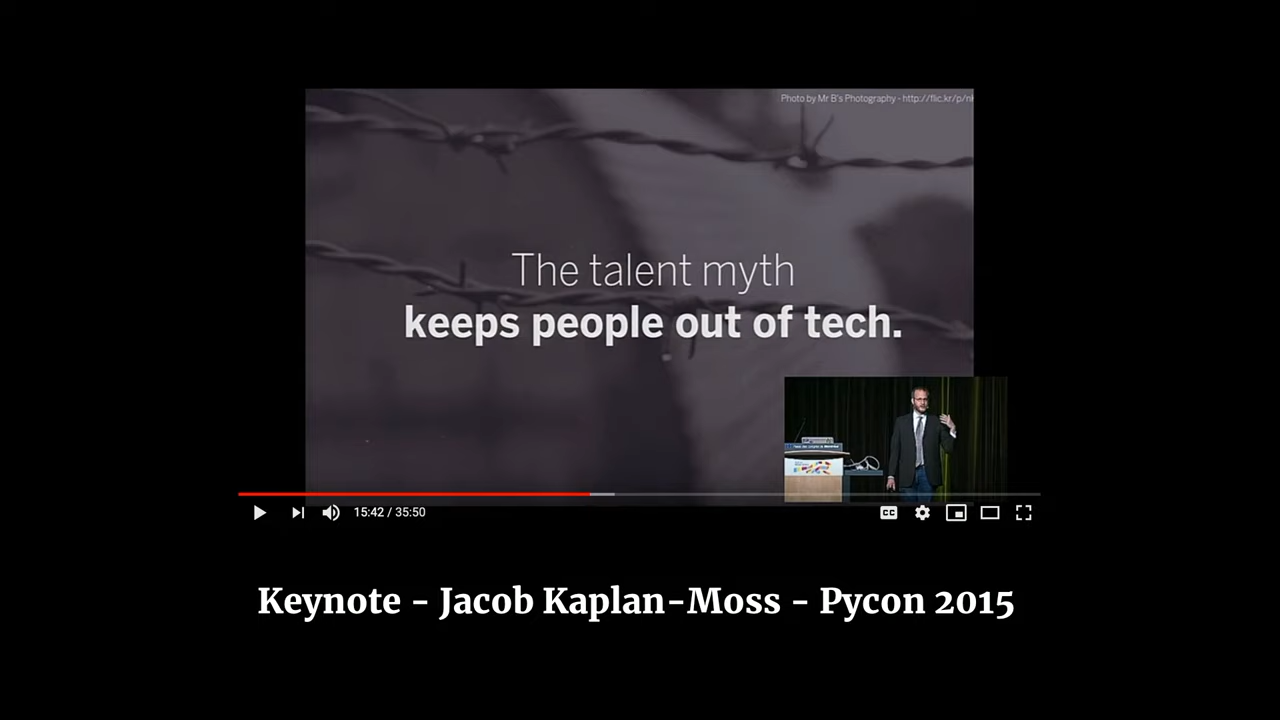 Photo by Mr B's Photography - http://flic.kr/p/n
The talent myth
keeps people out of tech.
15:42 / 35:50
CC
Keynote - Jacob Kaplan-Moss - Pycon 2015